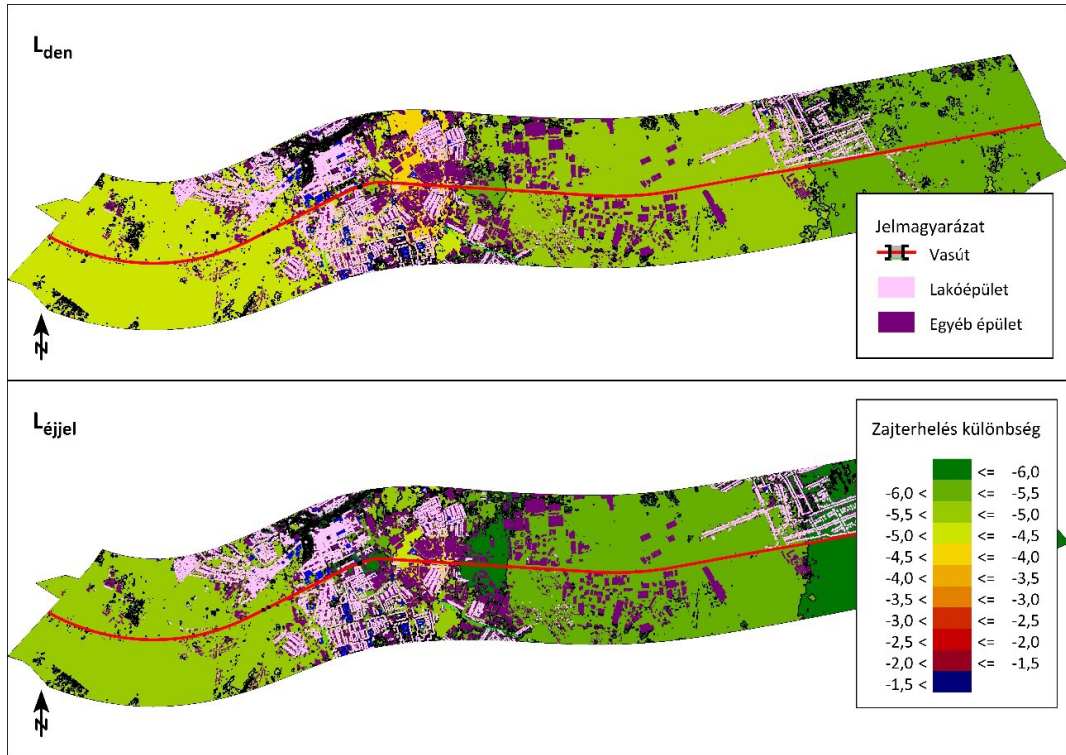 Lden
N
Jelmagyarázat
Vasút
Lakóépület
Egyéb épület
Léjjel
N
Zajterhelés különbség
<= -6,0
-6,0 < <= -5,5
-5,5 < <= -5,0
-5,0 < <= -4,5
-4,5 < <= -4,0
-4,0 < <= -3,5
-3,5 < <= -3,0
-3,0 < <= -2,5
-2,5 < <= -2,0
-2,0 < <= -1,5
-1,5 <